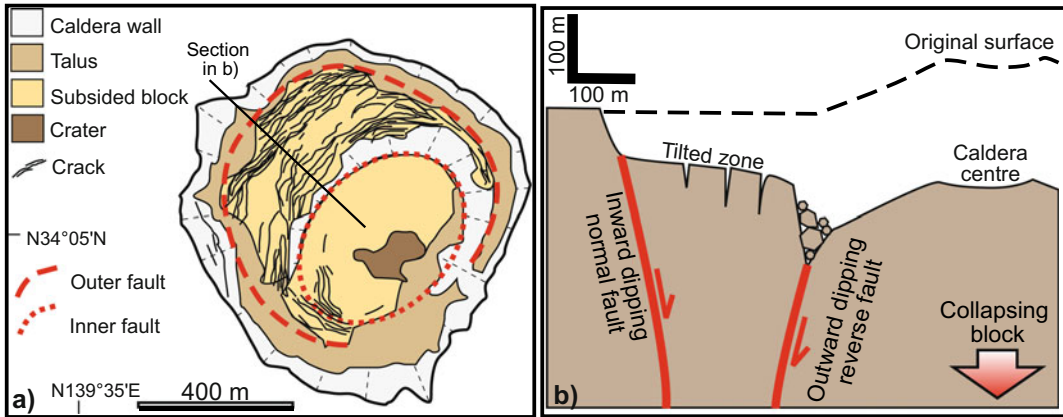 Caldera wall
Talus
Subsided block
Crater
Crack
N34°05'N
Outer fault
Inner fault
N139°35'E
400 m
a)
Section
in b)
100 m
100 m
Original surface
Tilted zone
Caldera
centre
Inward dipping
normal fault
Outward dipping
reverse fault
Collapsing
block
b)